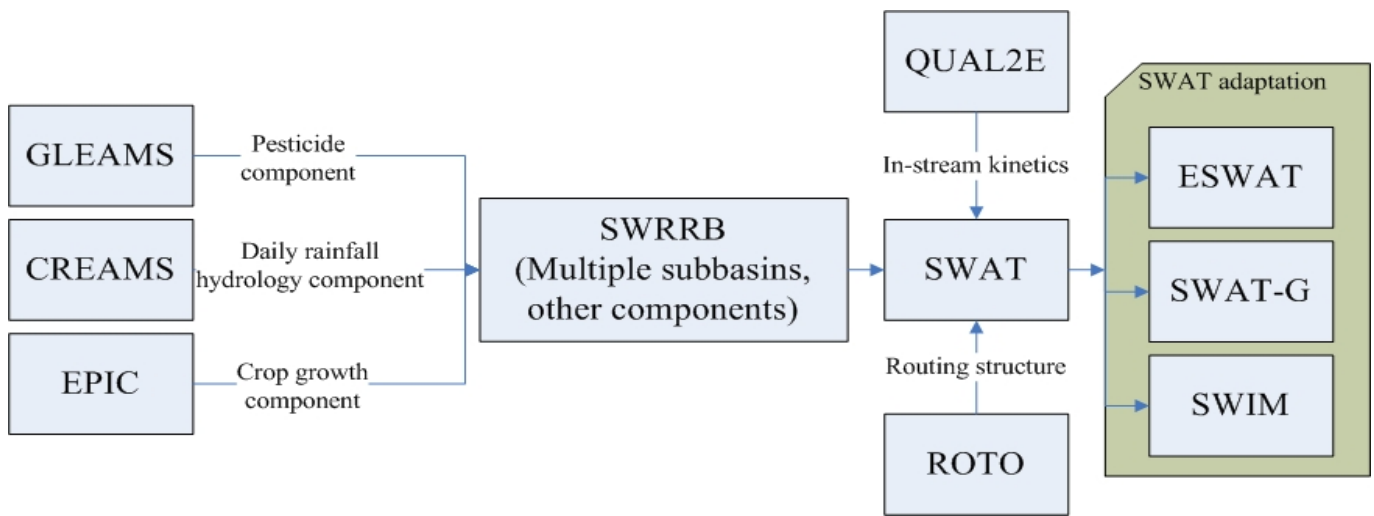 GLEAMS
Pesticide
component
CREAMS
Daily rainfall
hydrology component
EPIC
Crop growth
component
SWRRB
(Multiple subbasins,
other components)
QUAL2E
In-stream kinetics
SWAT
Routing structure
ROTO
SWAT adaptation
ESWAT
SWAT-G
SWIM